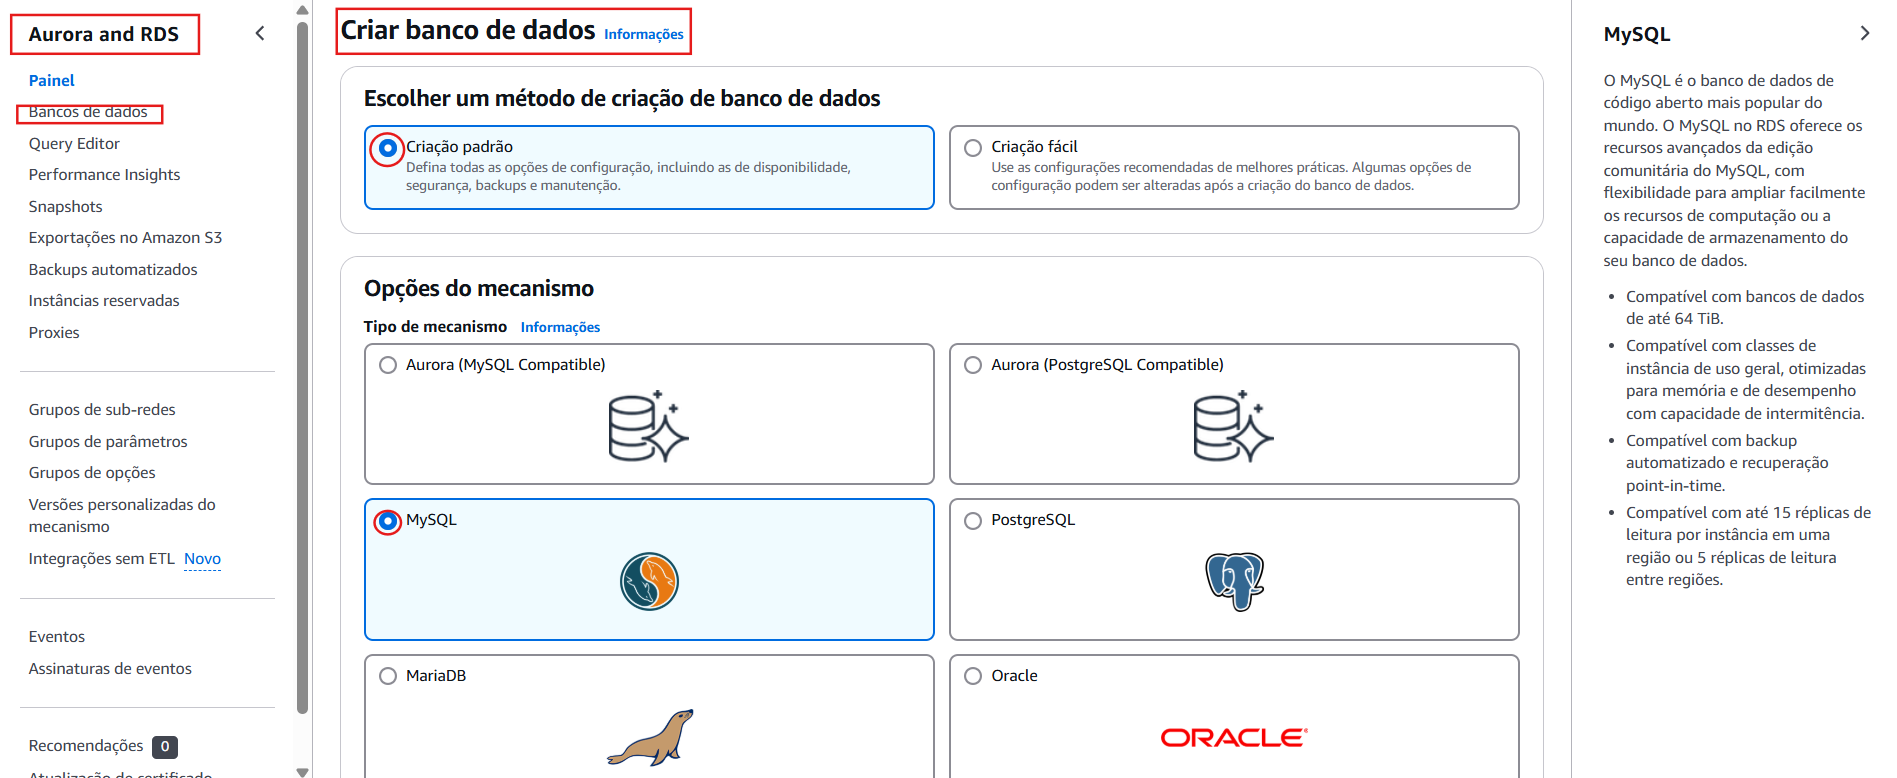 Aurora and RDS
Painel
Bancos de dados
Query Editor
Performance Insights
Snapshots
Exportações no Amazon S3
Backups automatizados
Instâncias reservadas
Proxies
Grupos de sub-redes
Grupos de parâmetros
Grupos de opções
Versões personalizadas do
mecanismo
Integrações sem ETL Novo
Eventos
Assinaturas de eventos
Recomendações 0
Atualização de certificado
Criar banco de dados Informações
Escolher um método de criação de banco de dados
Criação padrão
Defina todas as opções de configuração, incluindo as de disponibilidade,
segurança, backups e manutenção.
Criação fácil
Use as configurações recomendadas de melhores práticas. Algumas opções de
configuração podem ser alteradas após a criação do banco de dados.
Opções do mecanismo
Tipo de mecanismo Informações
Aurora (MySQL Compatible)
Aurora (PostgreSQL Compatible)
MySQL
PostgreSQL
MariaDB
Oracle
ORACLE
MySQL
O MySQL é o banco de dados de
código aberto mais popular do
mundo. O MySQL no RDS oferece os
recursos avançados da edição
comunitária do MySQL, com
flexibilidade para ampliar facilmente
os recursos de computação ou a
capacidade de armazenamento do
seu banco de dados.
• Compatível com bancos de dados
de até 64 TiB.
• Compatível com classes de
instância de uso geral, otimizadas
para memória e de desempenho
com capacidade de intermitência.
• Compatível com backup
automatizado e recuperação
point-in-time.
• Compatível com até 15 réplicas de
leitura por instância em uma
região ou 5 réplicas de leitura
entre regiões.